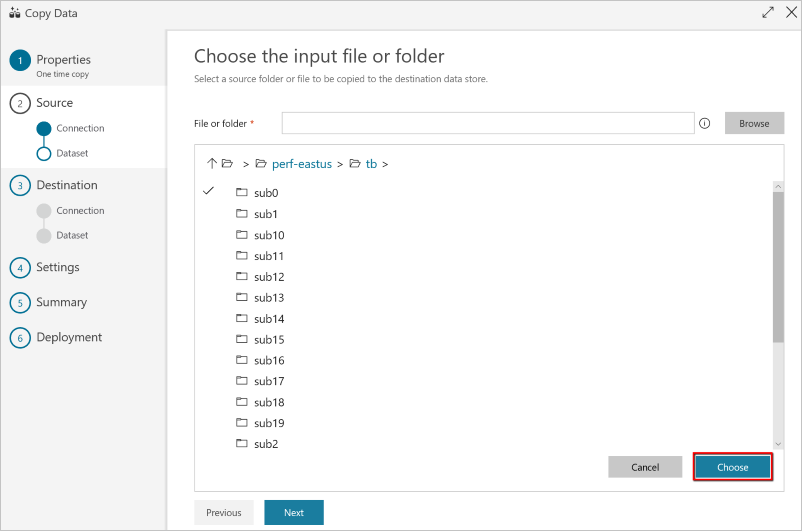 Copy Data
1 Properties
One time copy
2 Source
Connection
Dataset
3 Destination
Connection
Dataset
4 Settings
5 Summary
6 Deployment
Choose the input file or folder
Select a source folder or file to be copied to the destination data store.
File or folder *
Browse
> perf-eastus > tb >
sub0
sub1
sub10
sub11
sub12
sub13
sub14
sub15
sub16
sub17
sub18
sub19
sub2
Cancel Choose
Previous Next